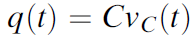 q(t) = Cv_C(t)